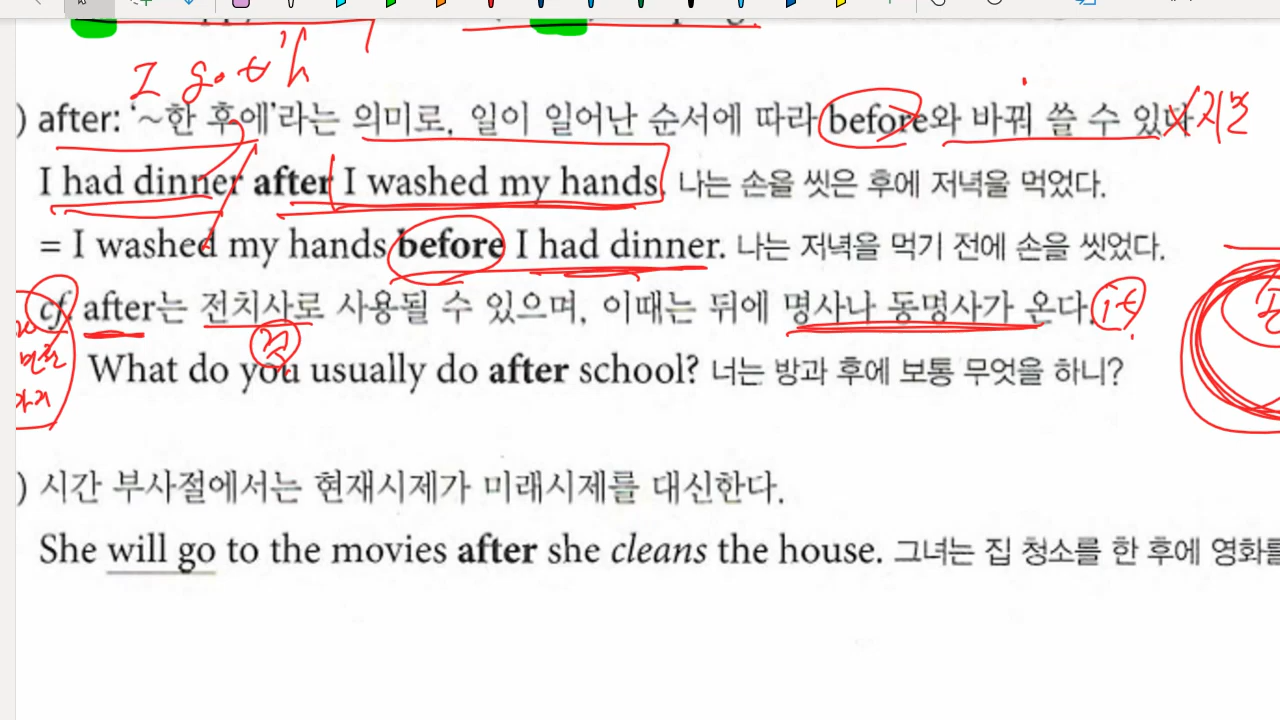 ) after: '~한 후에'라는 의미로, 일이 일어난 순서에 따라 before와 바꿔 쓸 수 있다
I had dinner after I washed my hands. 나는 손을 씻은 후에 저녁을 먹었다.
= I washed my hands before I had dinner. 나는 저녁을 먹기 전에 손을 씻었다.
cf. after는 전치사로 사용될 수 있으며, 이때는 뒤에 명사나 동명사가 온다.
What do you usually do after school? 너는 방과 후에 보통 무엇을 하니?
) 시간 부사절에서는 현재시제가 미래시제를 대신한다.
She will go to the movies after she cleans the house. 그녀는 집 청소를 한 후에 영화를